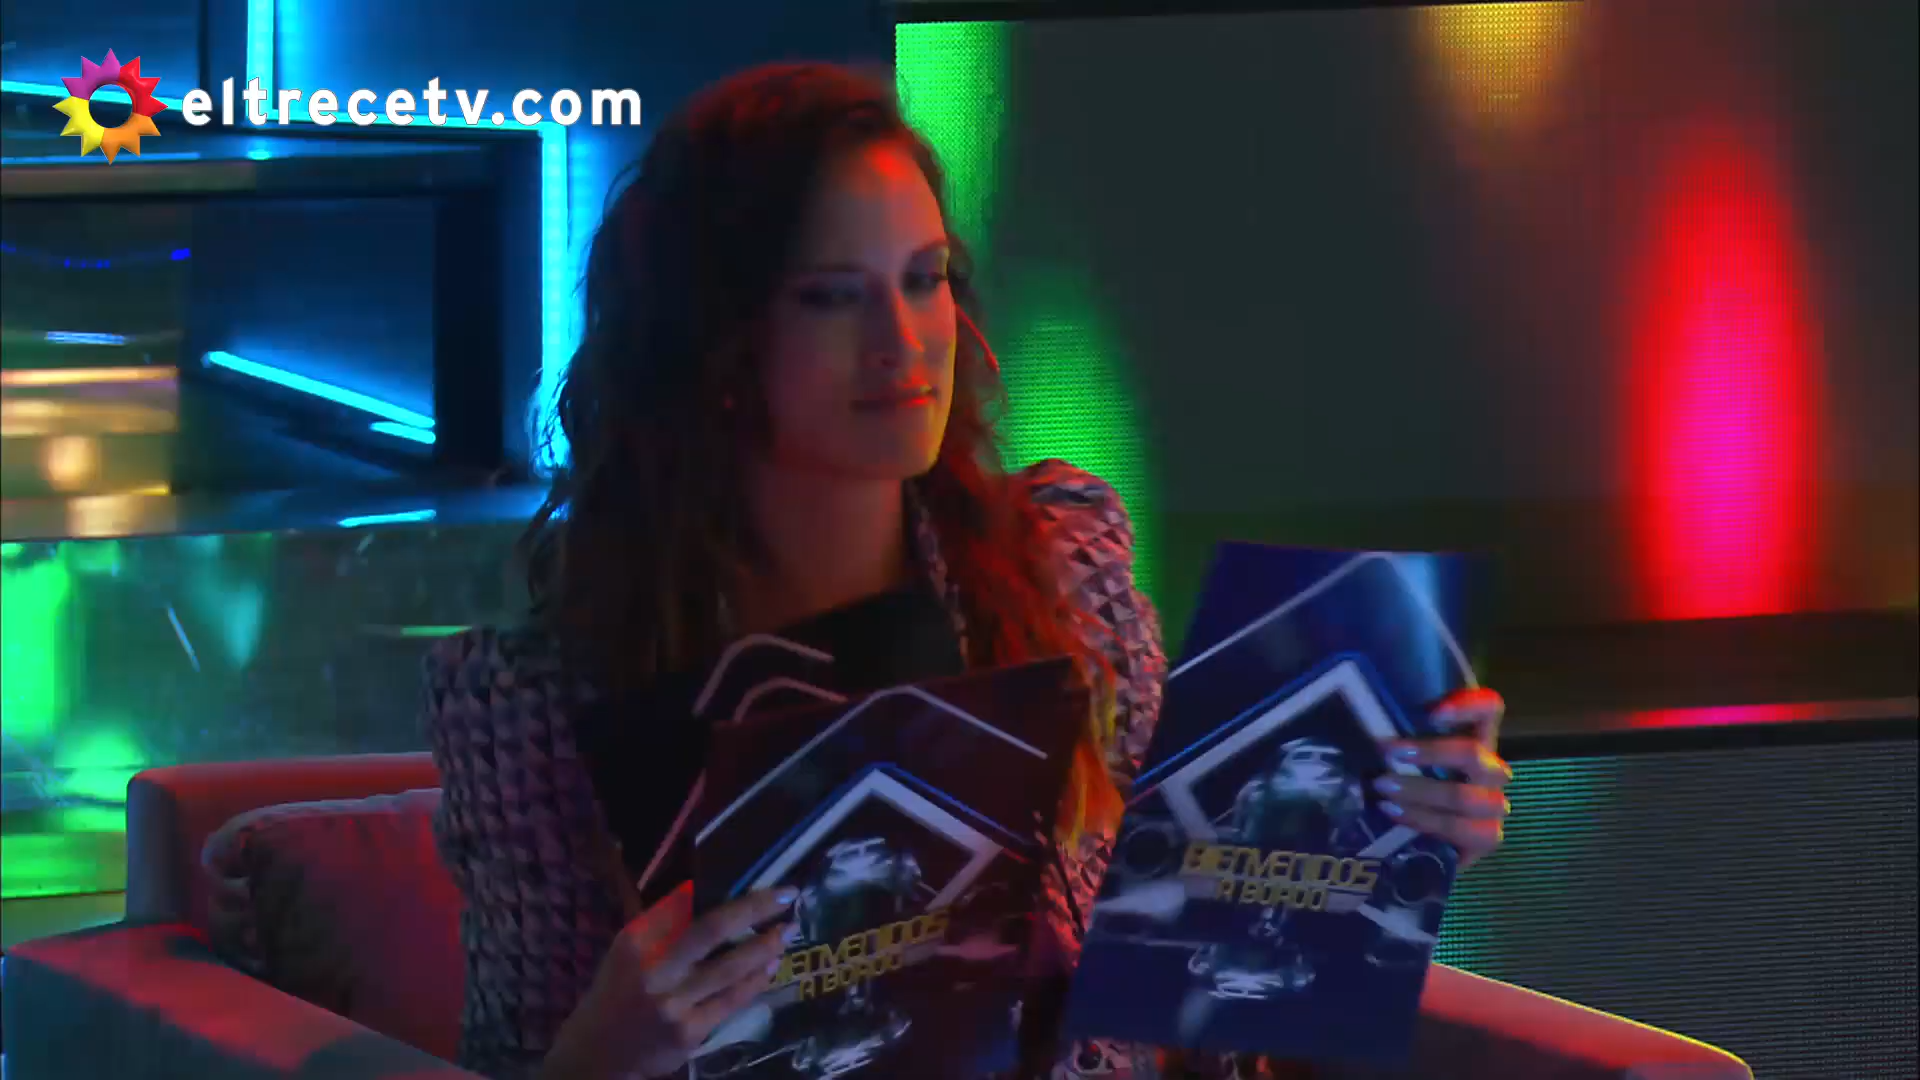 eltrecetv.com
BIENVENIDOS
A BORDO
BIENVENIDOS
A BORDO